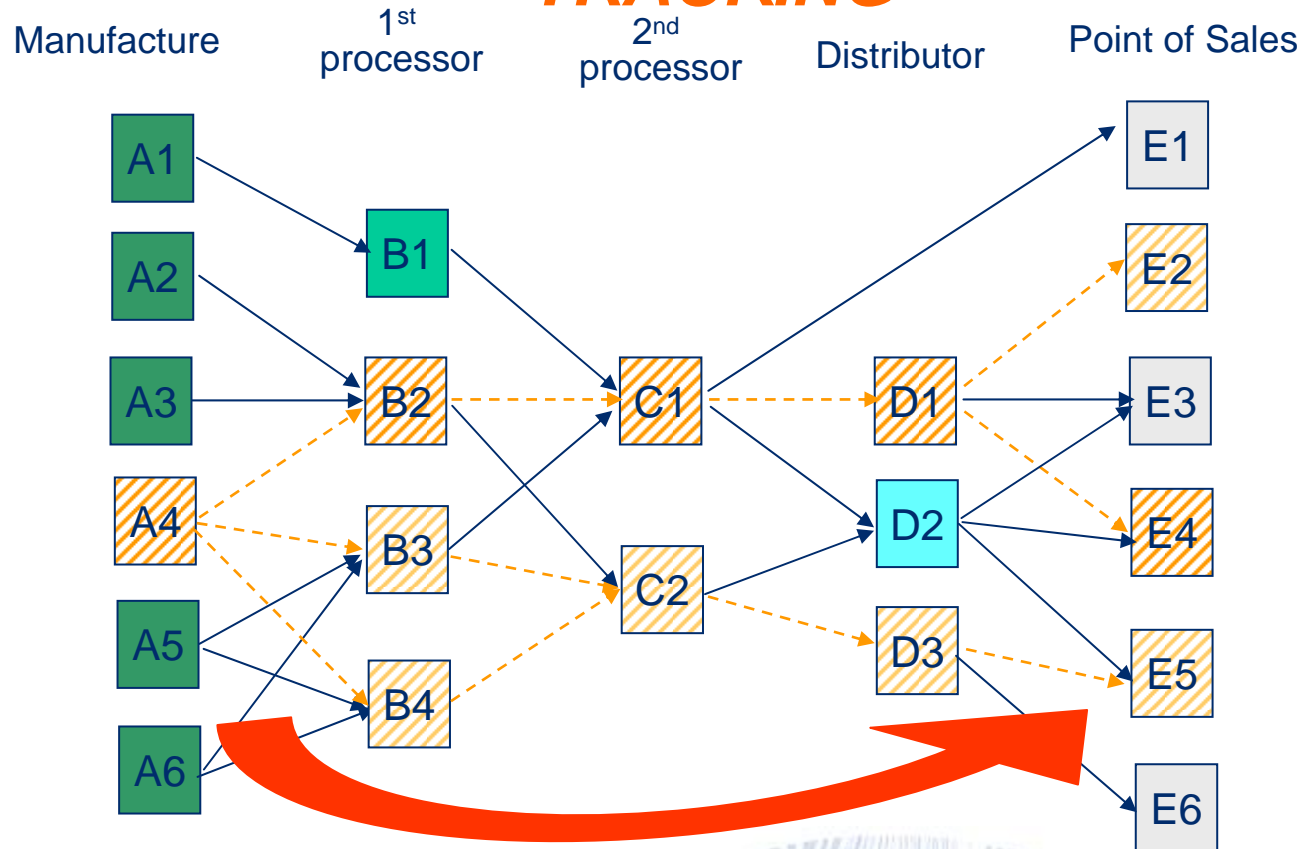 TRACKING
Manufacture
1st
processor
2nd
processor
Distributor
Point of Sales
A1
A2
A3
A4
A5
A6
B1
B2
B3
B4
C1
C2
D1
D2
D3
E1
E2
E3
E4
E5
E6